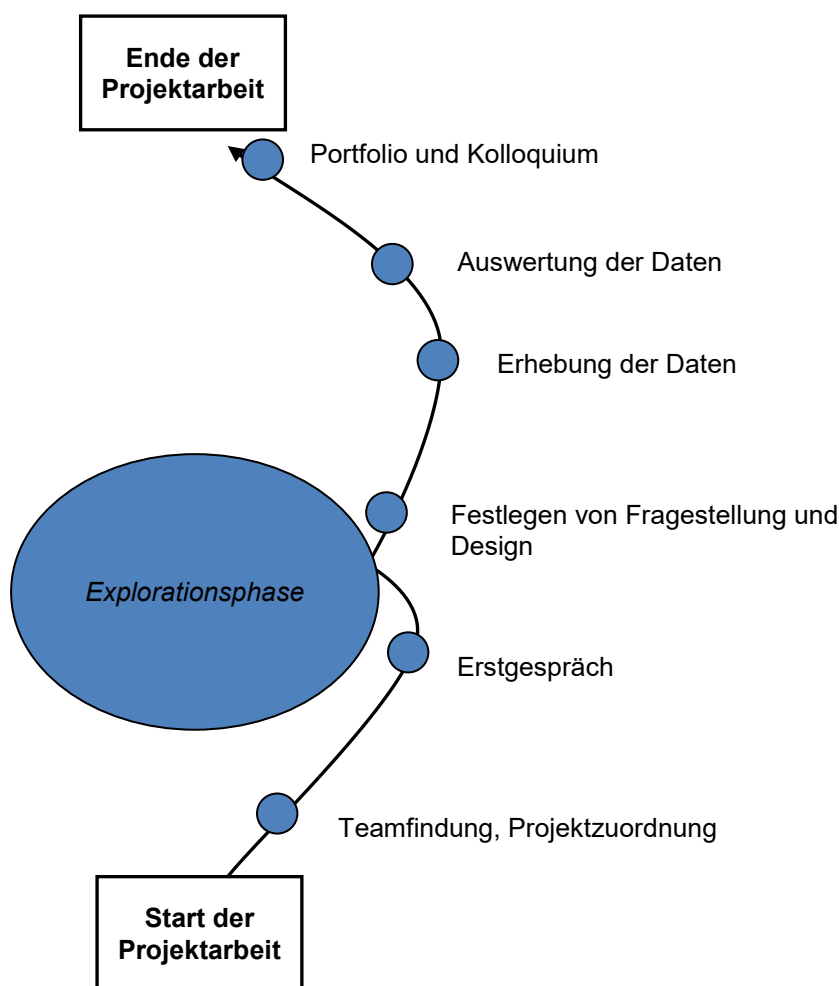 Ende der
Projektarbeit
Portfolio und Kolloquium
Auswertung der Daten
Erhebung der Daten
Festlegen von Fragestellung und
Design
Explorationsphase
Erstgespräch
Teamfindung, Projektzuordnung
Start der
Projektarbeit